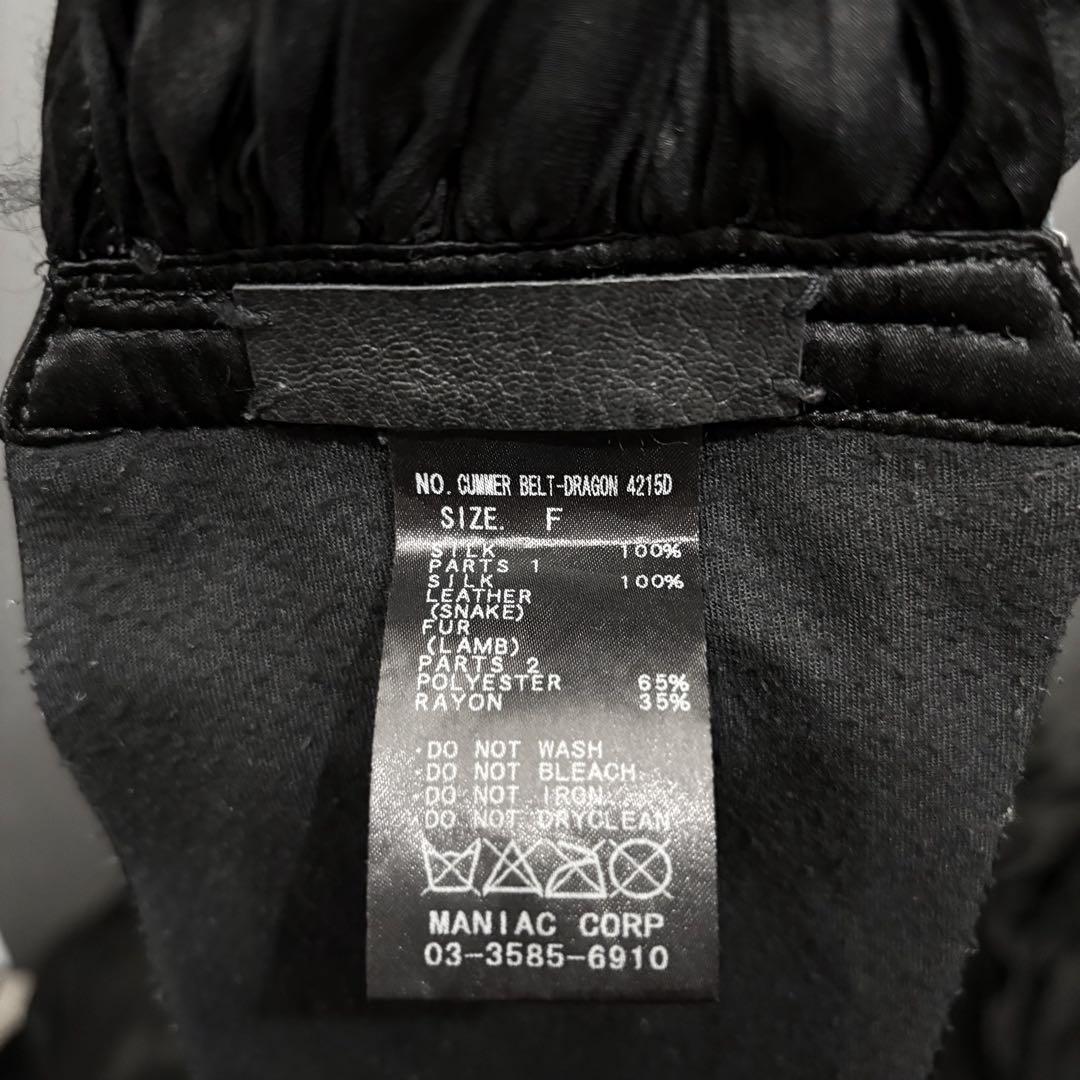 NO. CUMMER BELT-DRAGON 4215D
SIZE. F
SILK 100%
PARTS 1
SILK 100%
LEATHER
(SNAKE)
FUR
(LAMB)
PARTS 2
POLYESTER 65%
RAYON 35%
·DO NOT WASH
·DO NOT BLEACH
·DO NOT IRON
·DO NOT DRYCLEAN
MANIAC CORP
03-3585-6910